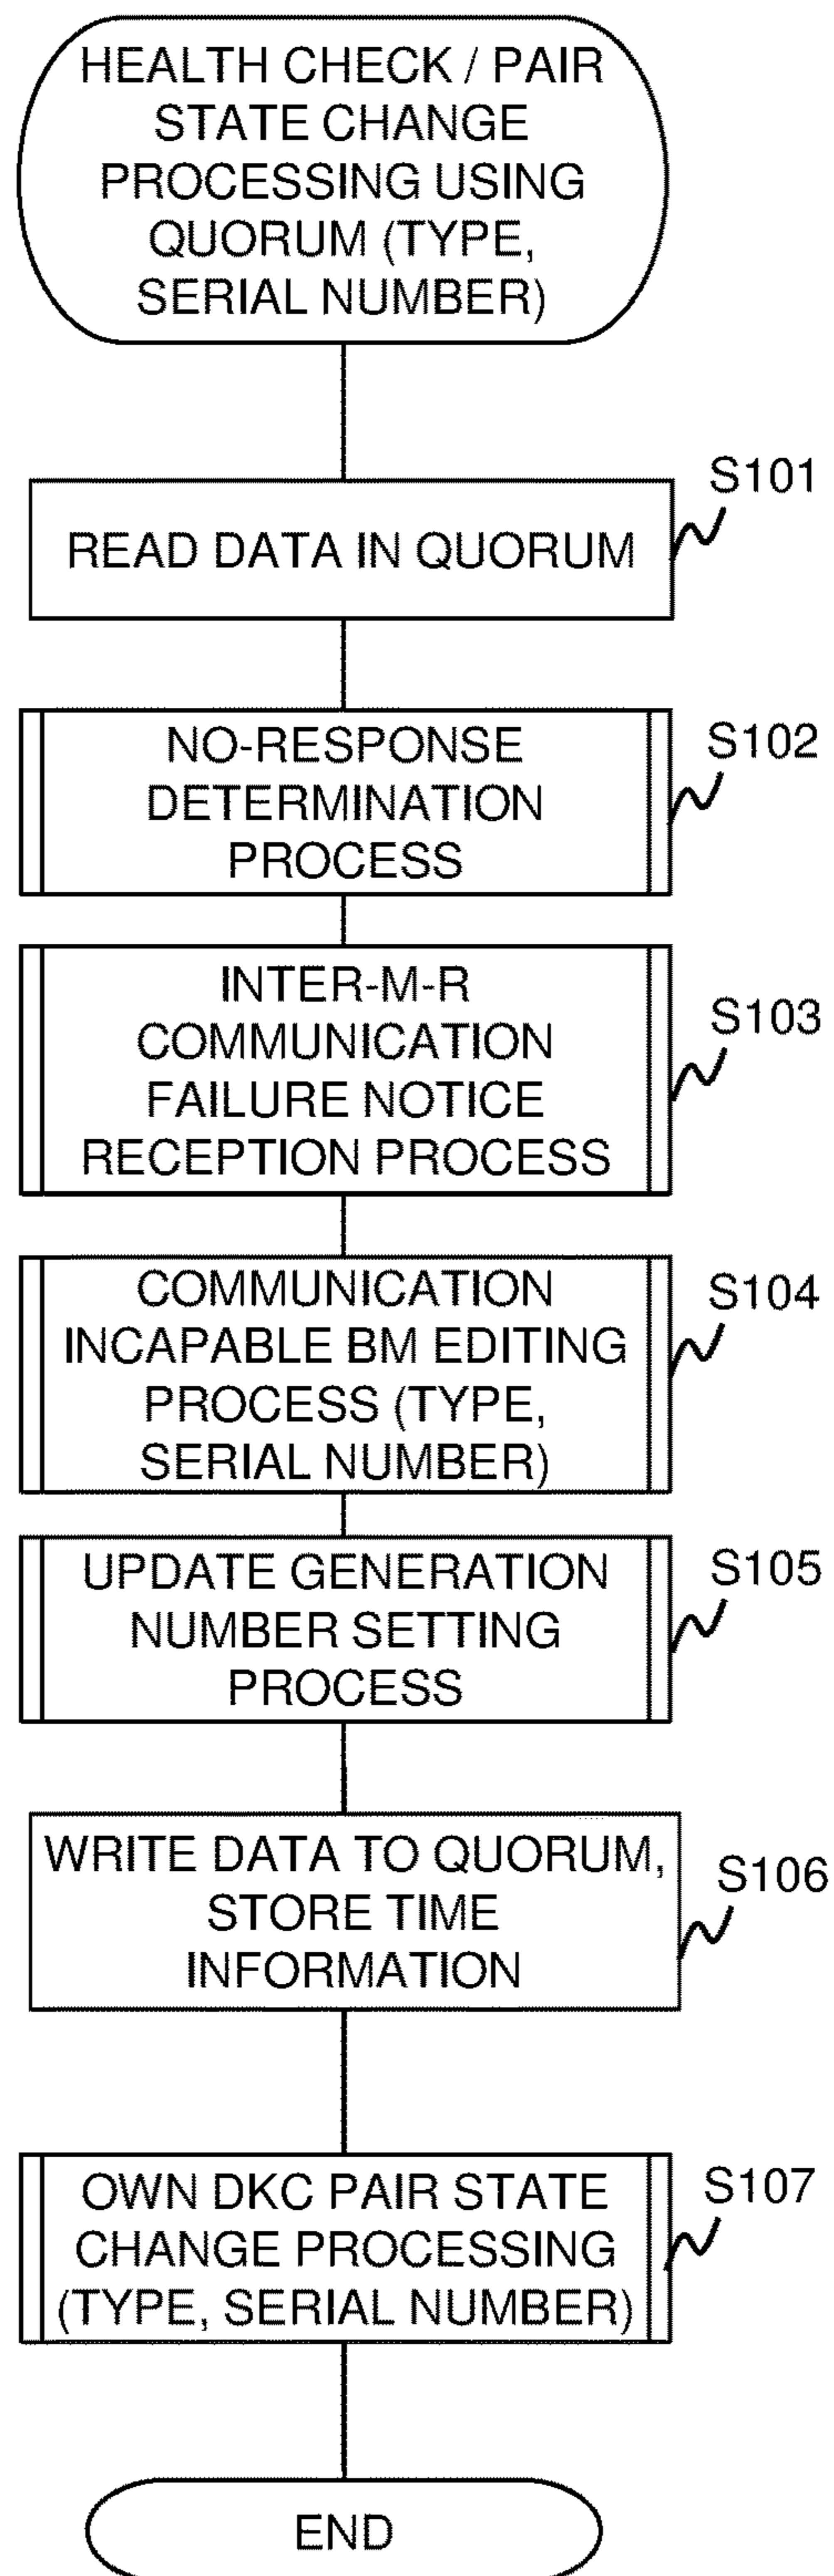 HEALTH CHECK / PAIR
STATE CHANGE
PROCESSING USING
QUORUM (TYPE,
SERIAL NUMBER)
S101
READ DATA IN QUORUM
S102
NO-RESPONSE
DETERMINATION
PROCESS
S103
INTER-M-R
COMMUNICATION
FAILURE NOTICE
RECEPTION PROCESS
S104
COMMUNICATION
INCAPABLE BM EDITING
PROCESS (TYPE,
SERIAL NUMBER)
S105
UPDATE GENERATION
NUMBER SETTING
PROCESS
S106
WRITE DATA TO QUORUM,
STORE TIME
INFORMATION
S107
OWN DKC PAIR STATE
CHANGE PROCESSING
(TYPE, SERIAL NUMBER)
END